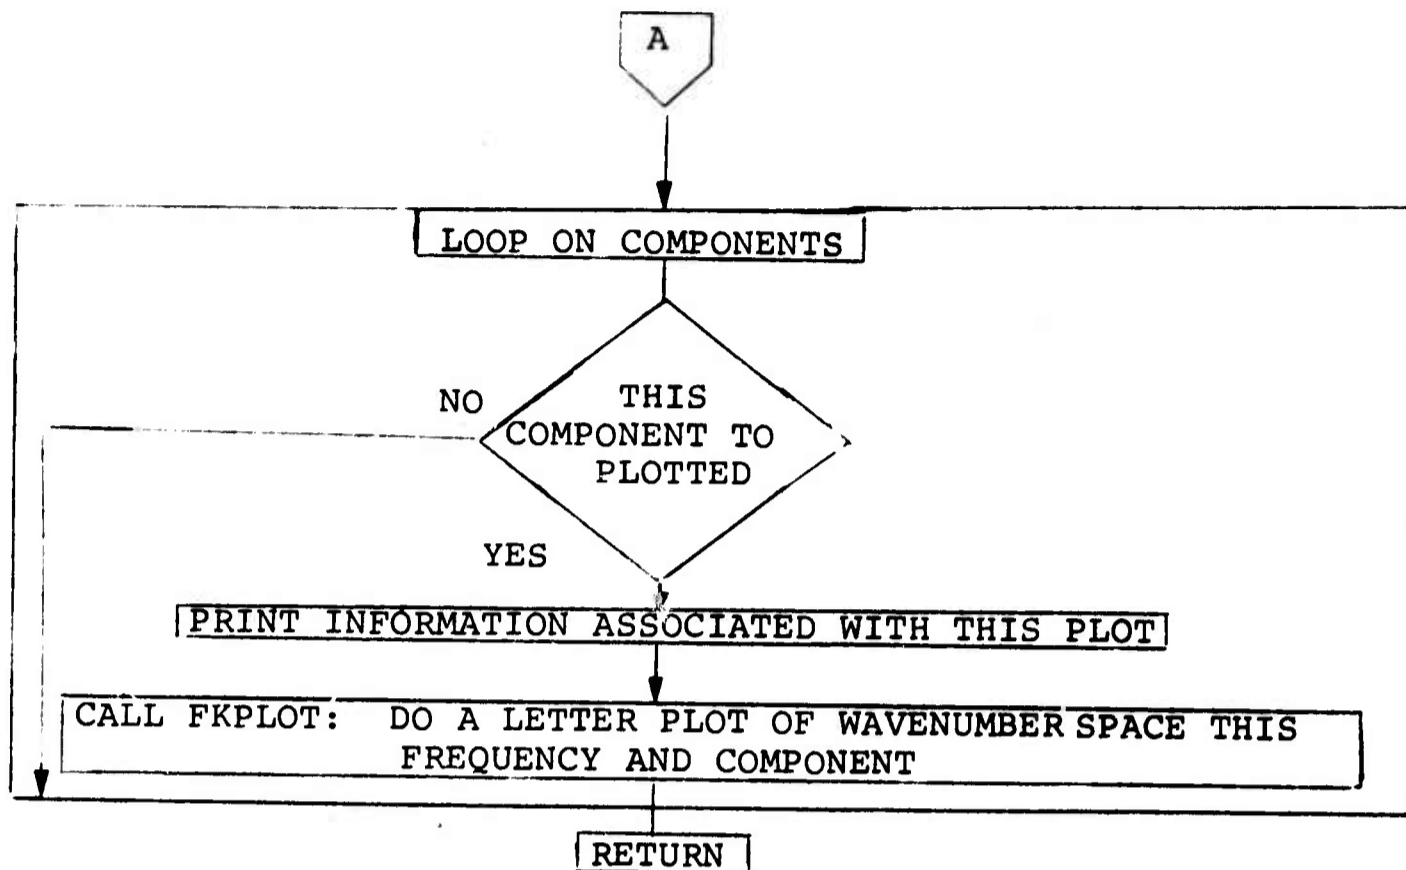 A
LOOP ON COMPONENTS
NO
THIS
COMPONENT TO
PLOTTED
YES
PRINT INFORMATION ASSOCIATED WITH THIS PLOT
CALL FKPLOT: DO A LETTER PLOT OF WAVENUMBER SPACE THIS
FREQUENCY AND COMPONENT
RETURN